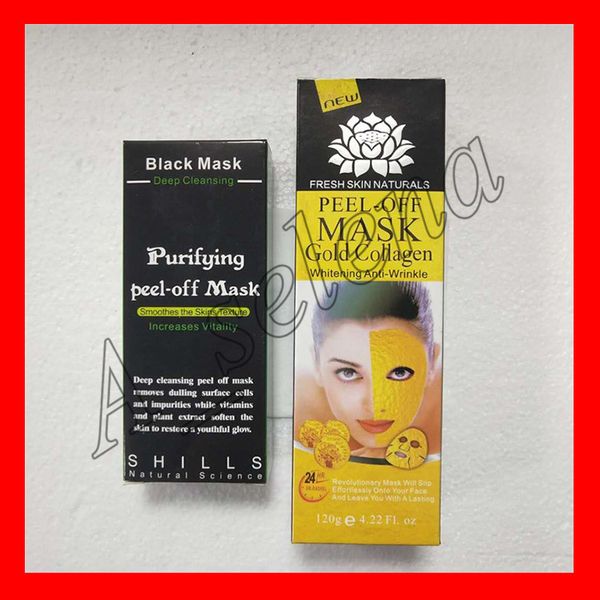 Black Mask
Deep Cleansing
Purifying
peel-off Mask
Smoothes the Skins Texture
Increases Vitality
Deep cleansing peel off mask
removes dulling surface cells
and impurities while vitamins
and plant extract soften the
skin to restore a youthful glow.
SHILLS
Natural Science
NEW
FRESH SKIN NATURALS
PEEL-OFF
MASK
Gold Collagen
Whitening Anti-Wrinkle
24
Revolutionary Mask Will Slip
Effortlessly Onto Your Face
And Leave You With A Lasting
120g e 4.22 Fl. oz
A_selena